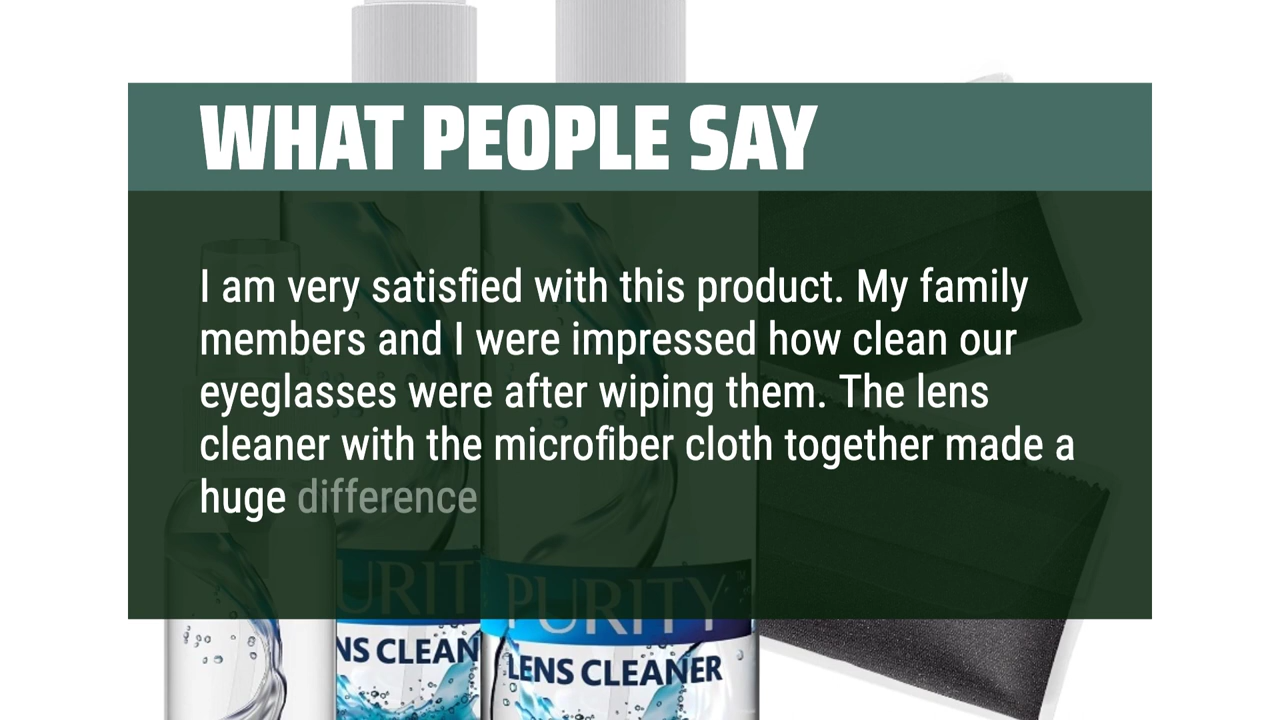 WHAT PEOPLE SAY
I am very satisfied with this product. My family
members and I were impressed how clean our
eyeglasses were after wiping them. The lens
cleaner with the microfiber cloth together made a
huge difference
URIT
PURITY
NS CLEAN
LENS CLEANER